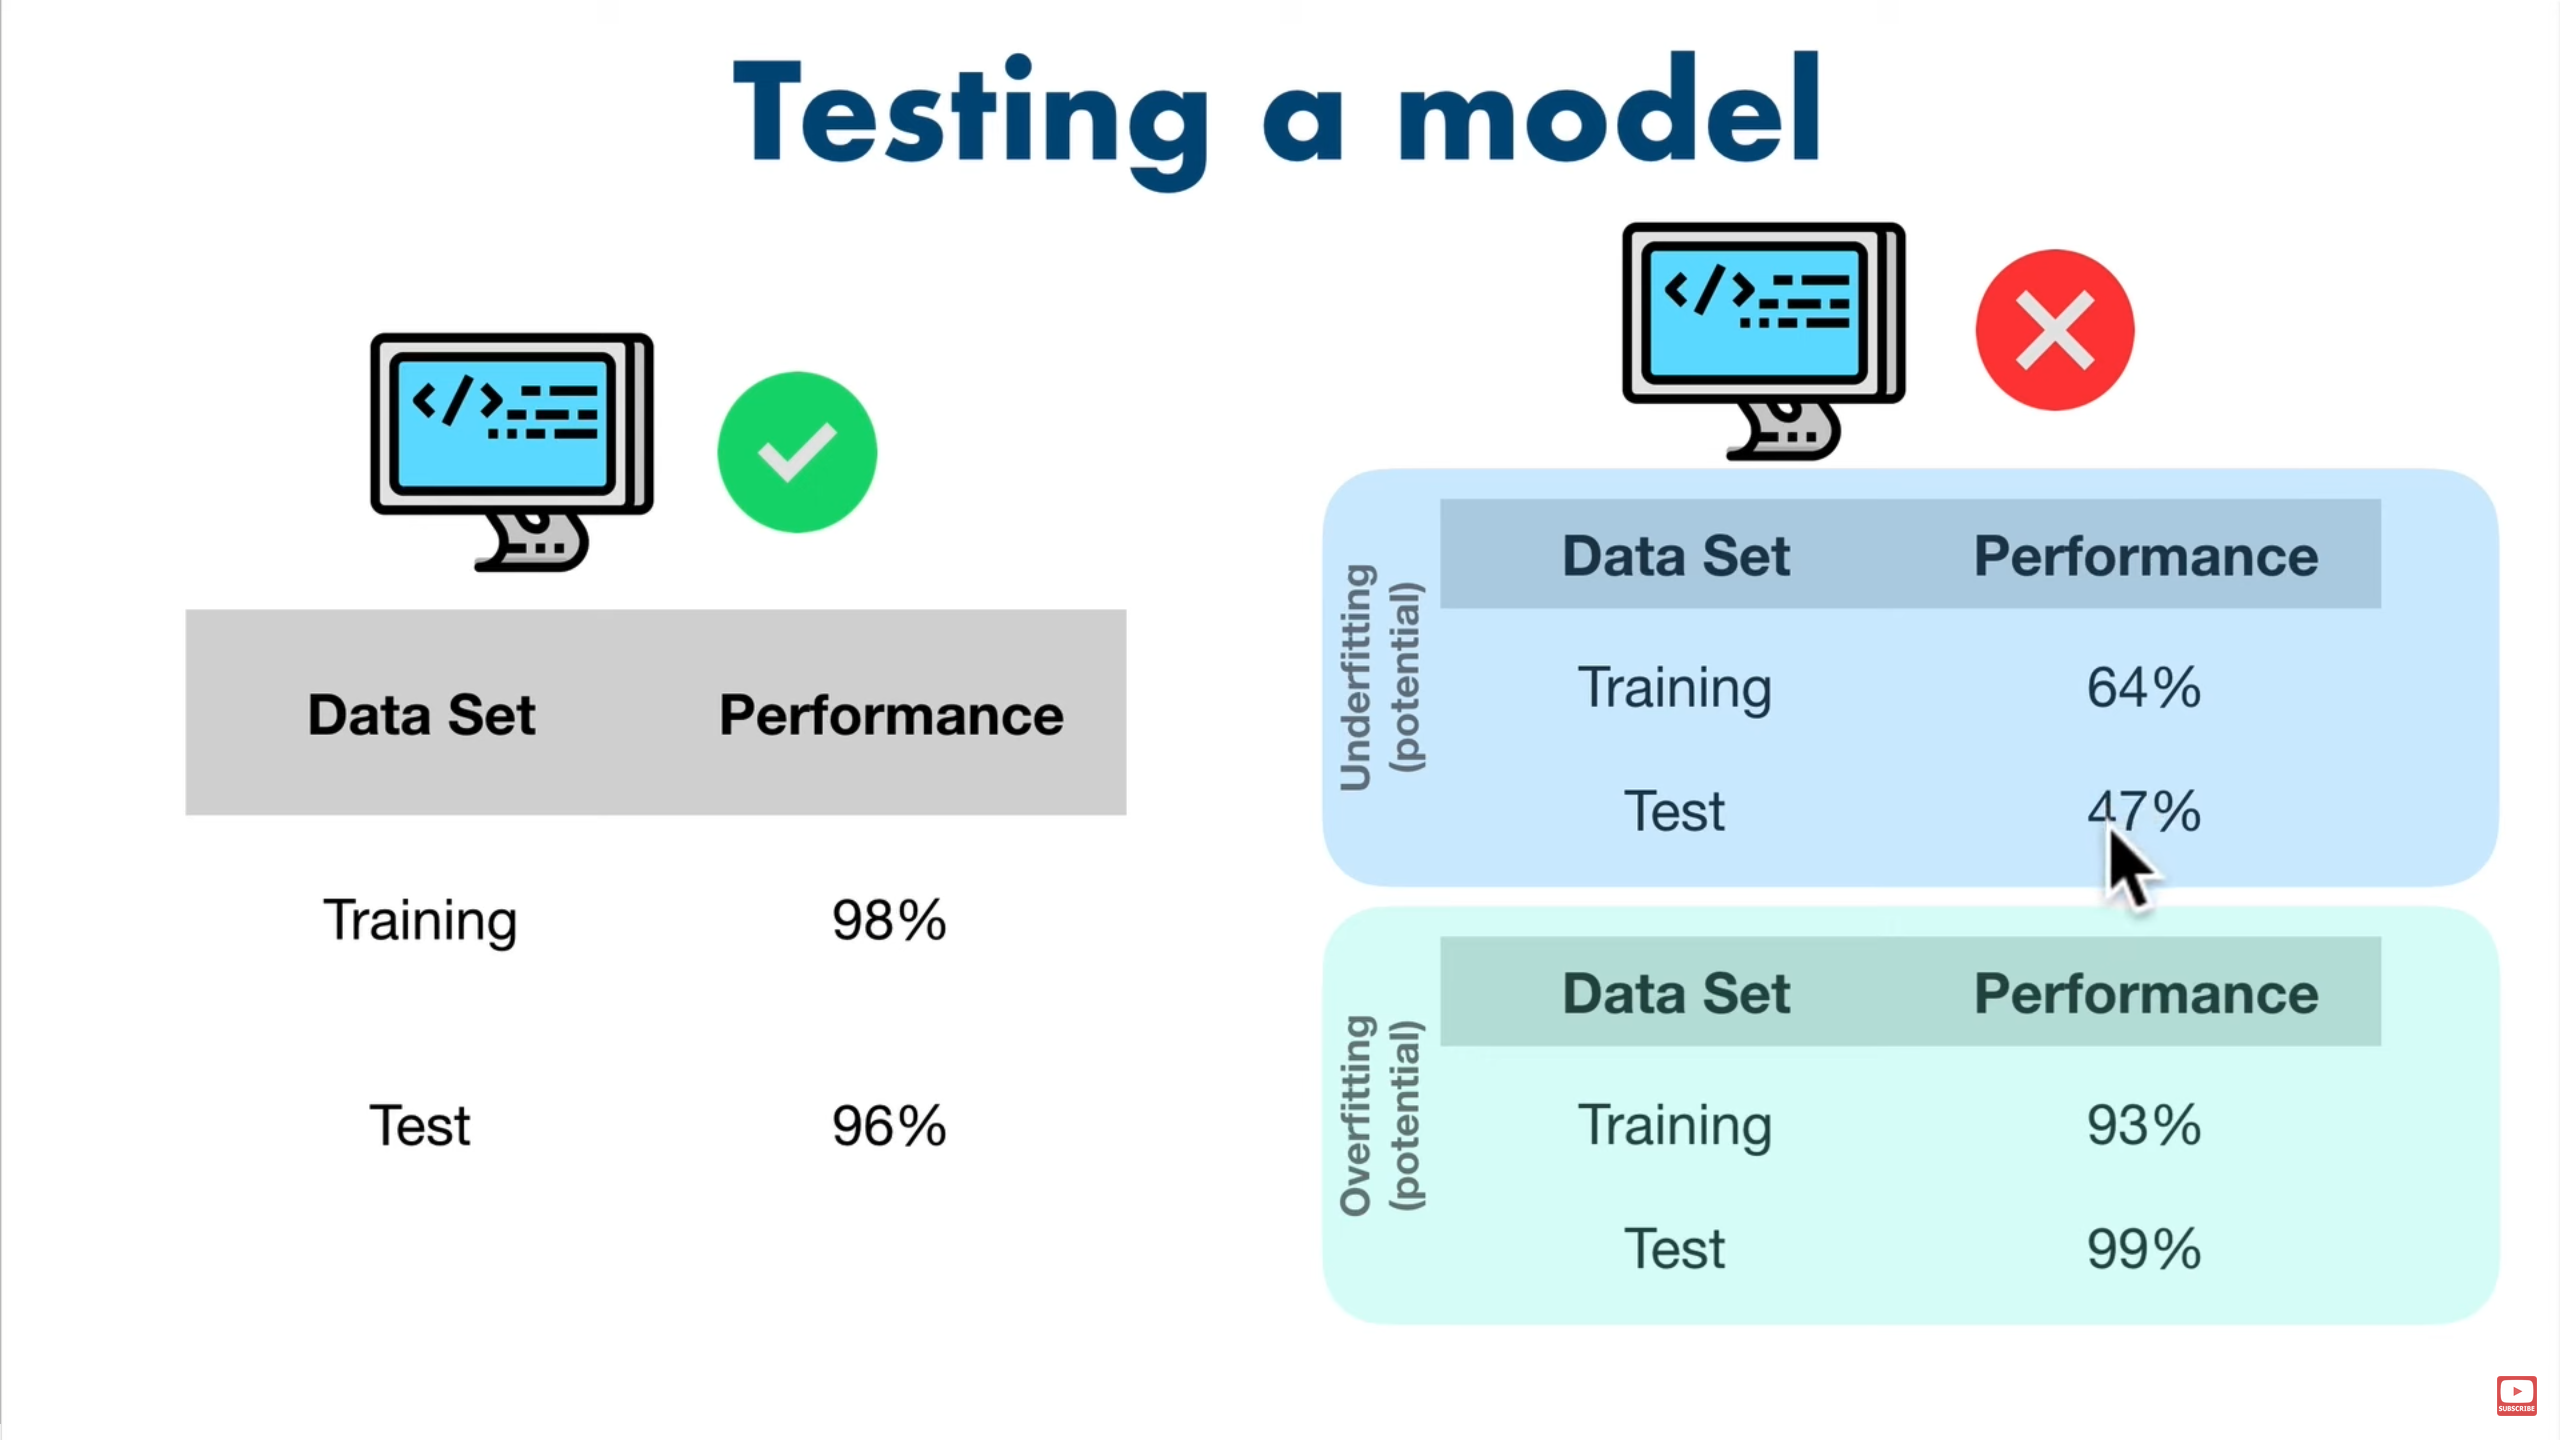 Testing a model
</>
Data Set Performance
Training 98%
Test 96%
</>
Underfitting
(potential)
Data Set Performance
Training 64%
Test 47%
Overfitting
(potential)
Data Set Performance
Training 93%
Test 99%
SUBSCRIBE